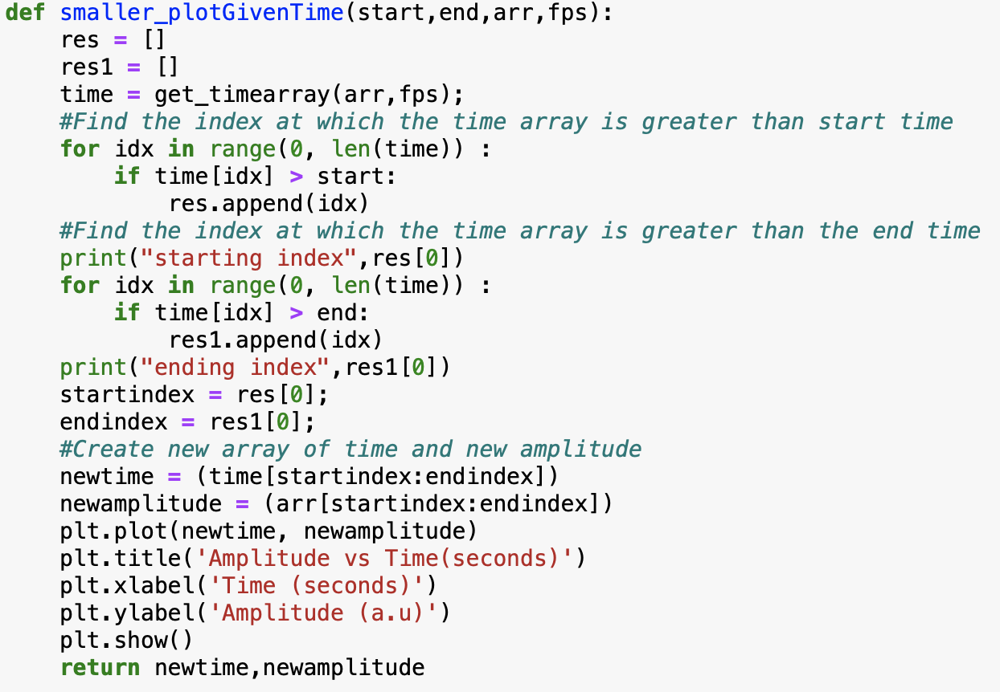 def smaller_plotGivenTime(start,end,arr,fps):
    res = []
    res1 = []
    time = get_timearray(arr,fps);
    #Find the index at which the time array is greater than start time
    for idx in range(0, len(time)) :
        if time[idx] > start:
            res.append(idx)
    #Find the index at which the time array is greater than the end time
    print("starting index",res[0])
    for idx in range(0, len(time)) :
        if time[idx] > end:
            res1.append(idx)
    print("ending index",res1[0])
    startindex = res[0];
    endindex = res1[0];
    #Create new array of time and new amplitude
    newtime = (time[startindex:endindex])
    newamplitude = (arr[startindex:endindex])
    plt.plot(newtime, newamplitude)
    plt.title('Amplitude vs Time(seconds)')
    plt.xlabel('Time (seconds)')
    plt.ylabel('Amplitude (a.u)')
    plt.show()
    return newtime,newamplitude